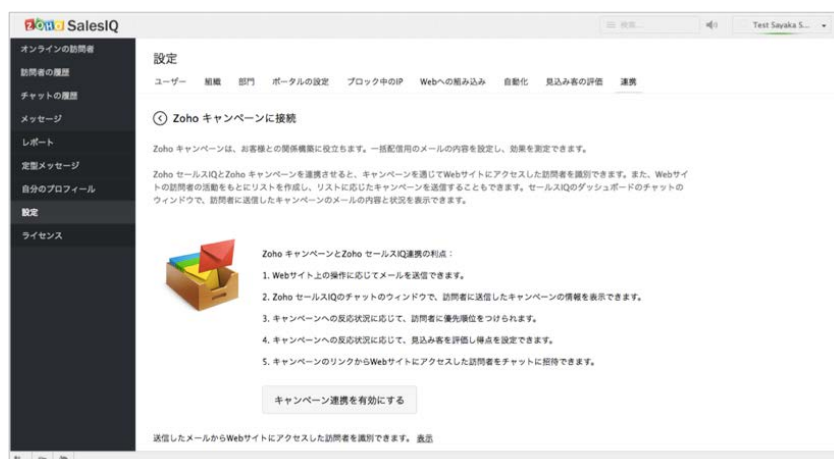 ZOHO SalesIQ
検索...
Test Sayaka S...
オンラインの訪問者
訪問者の履歴
チャットの履歴
メッセージ
レポート
定型メッセージ
自分のプロフィール
設定
ライセンス
設定
ユーザー 組織 部門 ポータルの設定 ブロック中のIP Webへの組み込み 自動化 見込み客の評価 連携
Zoho キャンペーンに接続
Zoho キャンペーンは、お客様との関係構築に役立ちます。一括配信用のメールの内容を設定し、効果を測定できます。
Zoho セールスIQとZoho キャンペーンを連携させると、キャンペーンを通じてWebサイトにアクセスした訪問者を識別できます。また、Webサイ
トの訪問者の活動をもとにリストを作成し、リストに応じたキャンペーンを送信することもできます。セールスIQのダッシュボードのチャットの
ウィンドウで、訪問者に送信したキャンペーンのメールの内容と状況を表示できます。
Zoho キャンペーンとZoho セールスIQ連携の利点：
1. Webサイト上の操作に応じてメールを送信できます。
2. Zoho セールスIQのチャットのウィンドウで、訪問者に送信したキャンペーンの情報を表示できます。
3. キャンペーンへの反応状況に応じて、訪問者に優先順位をつけられます。
4. キャンペーンへの反応状況に応じて、見込み客を評価し得点を設定できます。
5. キャンペーンのリンクからWebサイトにアクセスした訪問者をチャットに招待できます。
キャンペーン連携を有効にする
送信したメールからWebサイトにアクセスした訪問者を識別できます。 表示